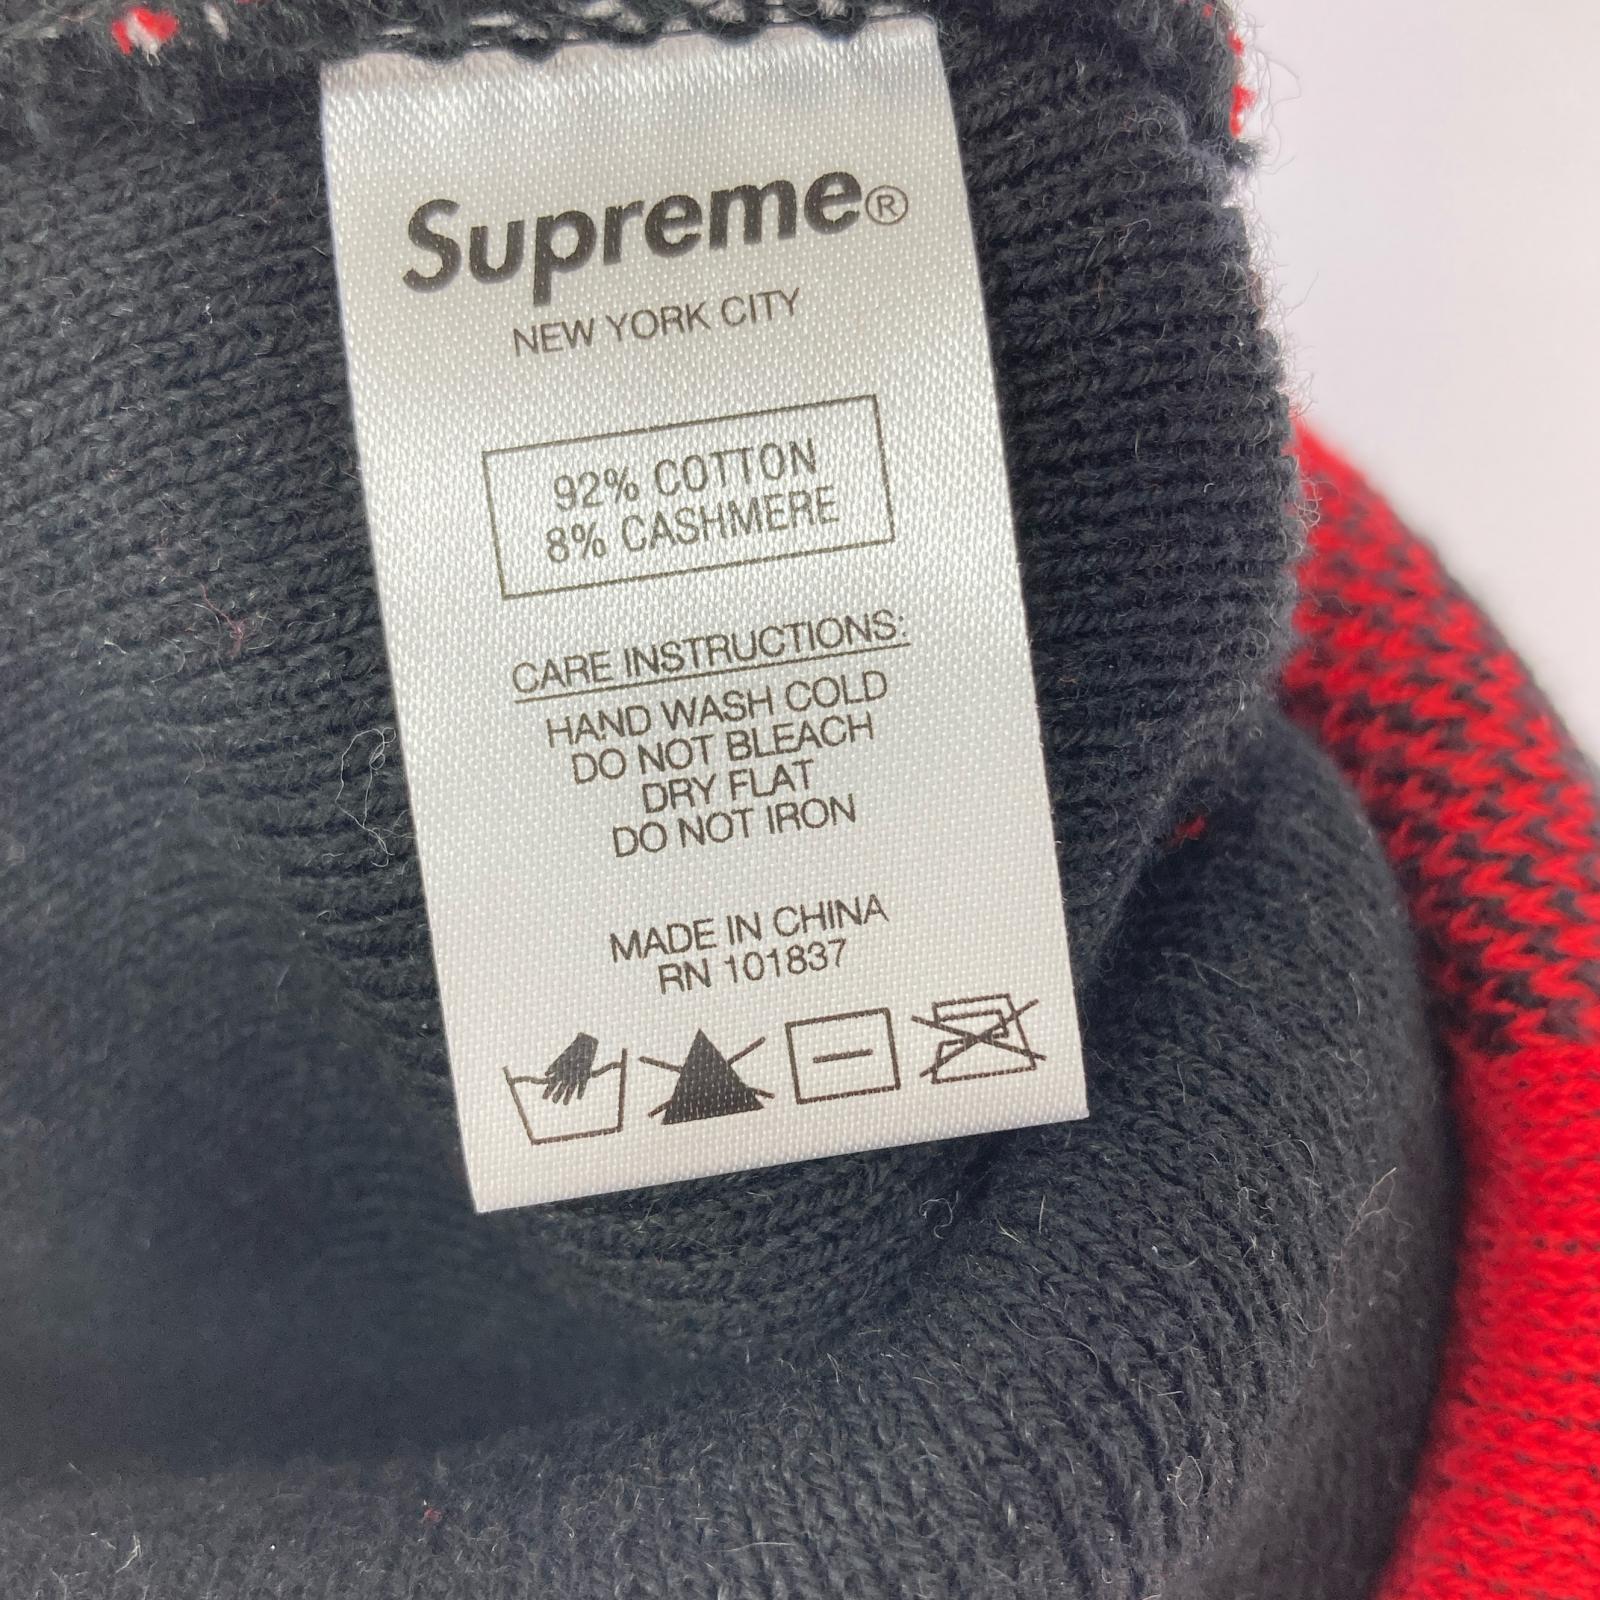 Supreme®
NEW YORK CITY
92% COTTON
8% CASHMERE
CARE INSTRUCTIONS:
HAND WASH COLD
DO NOT BLEACH
DRY FLAT
DO NOT IRON
MADE IN CHINA
RN 101837